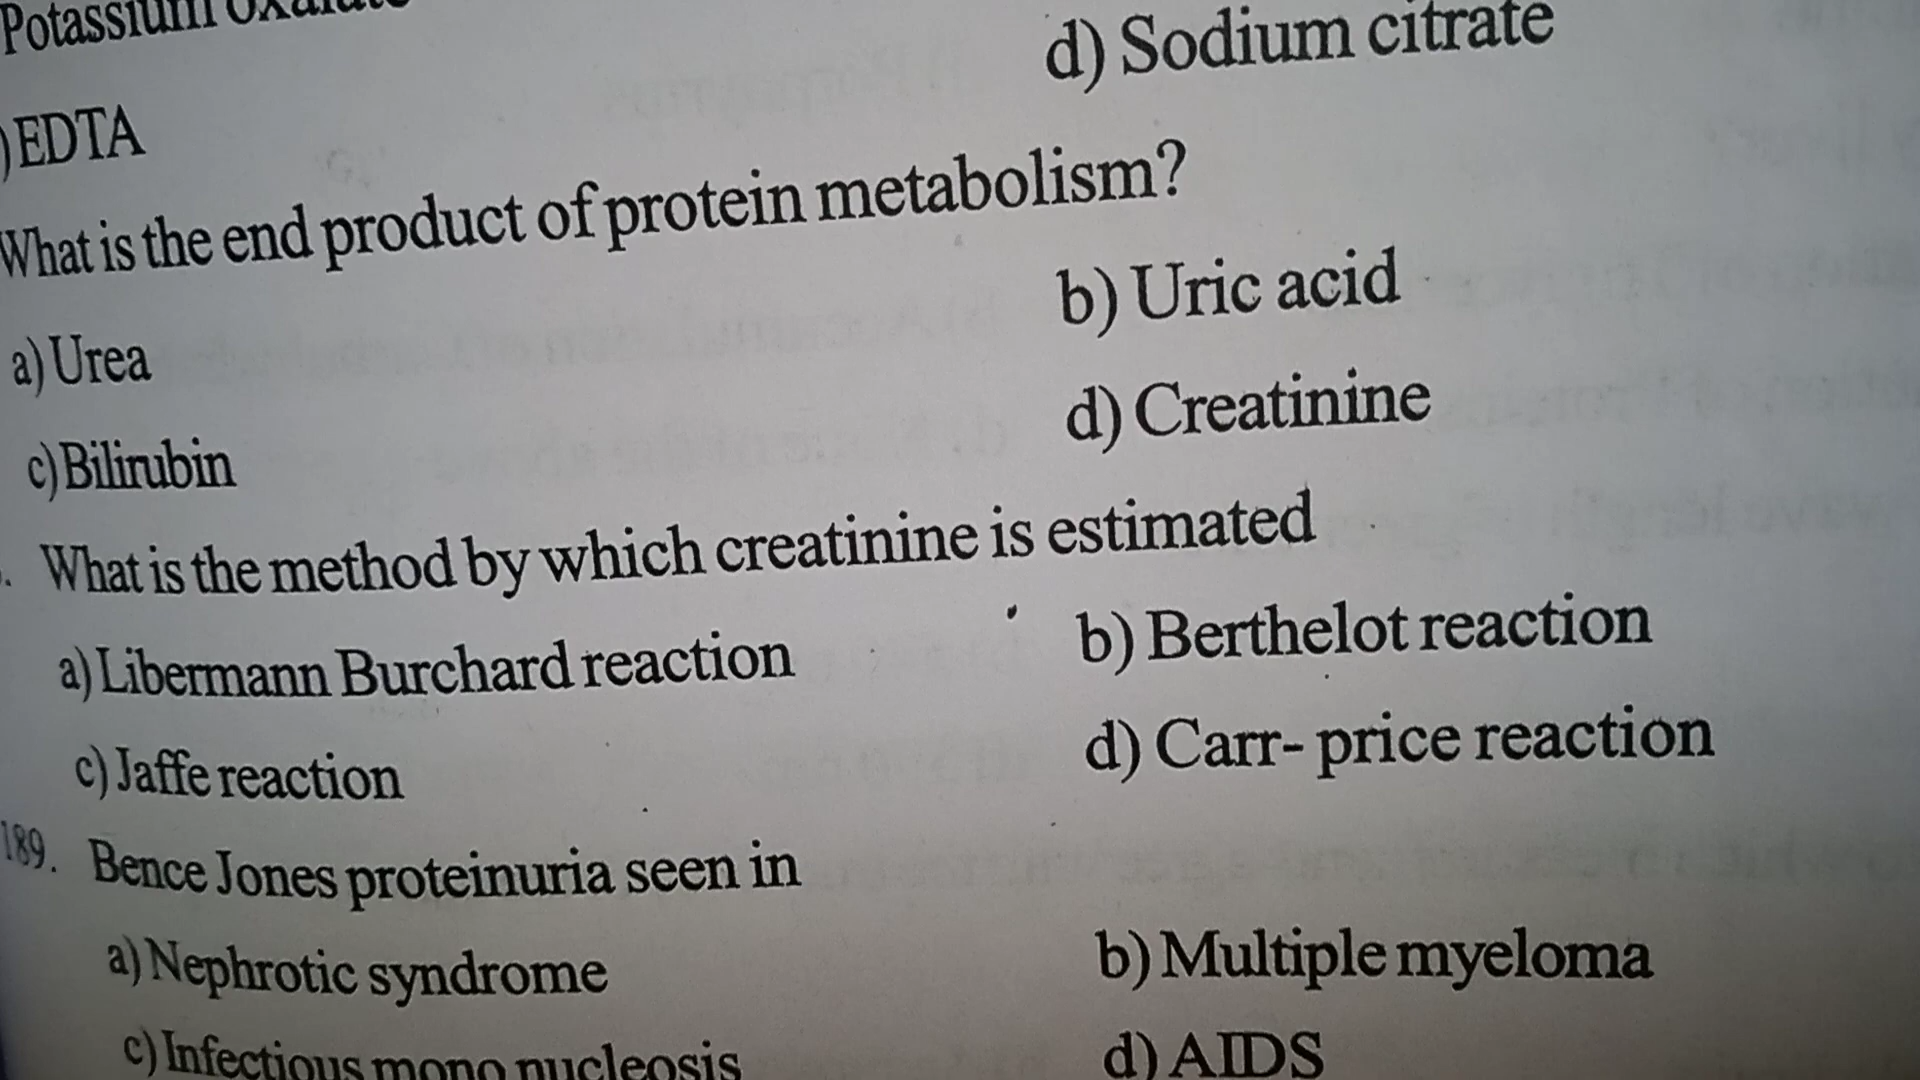 Potassium oxalate
d) Sodium citrate
)EDTA
What is the end product of protein metabolism?
a) Urea
b) Uric acid
c) Bilirubin
d) Creatinine
. What is the method by which creatinine is estimated
a) Libermann Burchard reaction
b) Berthelot reaction
c) Jaffe reaction
d) Carr- price reaction
189. Bence Jones proteinuria seen in
a) Nephrotic syndrome
b) Multiple myeloma
c) Infectious mono nucleosis
d) AIDS